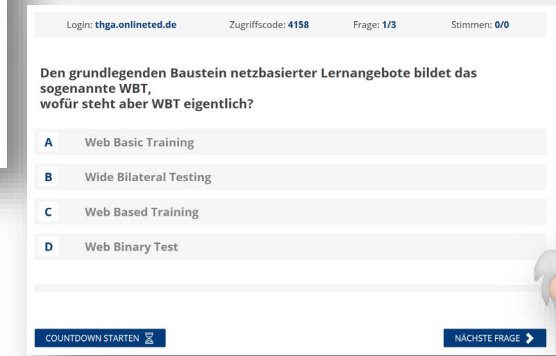 Login: thga.onlineted.de Zugriffscode: 4158 Frage: 1/3 Stimmen: 0/0
Den grundlegenden Baustein netzbasierter Lernangebote bildet das
sogenannte WBT,
wofür steht aber WBT eigentlich?
A Web Basic Training
B Wide Bilateral Testing
C Web Based Training
D Web Binary Test
COUNTDOWN STARTEN NÄCHSTE FRAGE